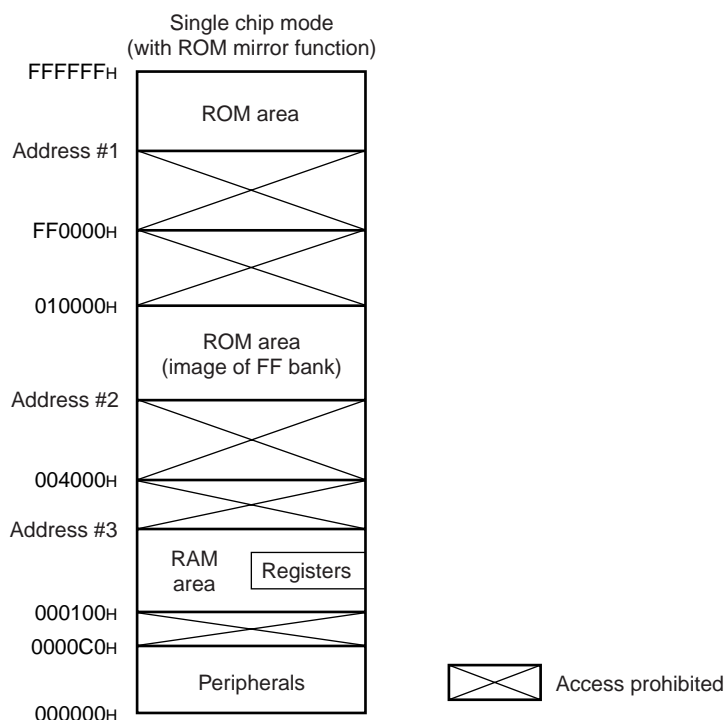 Single chip mode
(with ROM mirror function)
FFFFFFH
ROM area
Address #1
FF0000H
010000H
ROM area
(image of FF bank)
Address #2
004000H
Address #3
RAM
area
Registers
000100H
0000C0H
Peripherals
000000H
Access prohibited